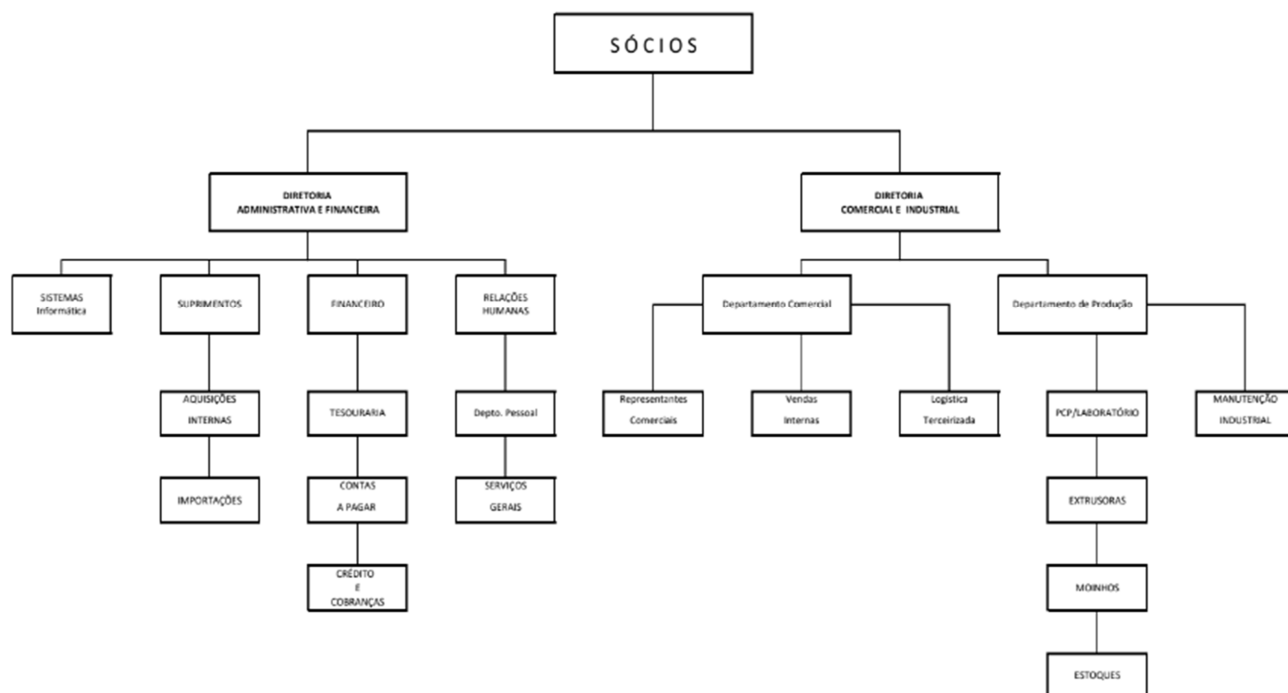 SÓCIOS
DIRETORIA
ADMINISTRATIVA E FINANCEIRA
DIRETORIA
COMERCIAL E INDUSTRIAL
SISTEMAS
Informática
SUPRIMENTOS
FINANCEIRO
RELAÇÕES
HUMANAS
Departamento Comercial
Departamento de Produção
AQUISIÇÕES
INTERNAS
TESOURARIA
Depto. Pessoal
Representantes
Comerciais
Vendas
Internas
Logística
Terceirizada
PCP/LABORATÓRIO
MANUTENÇÃO
INDUSTRIAL
IMPORTAÇÕES
CONTAS
A PAGAR
SERVIÇOS
GERAIS
EXTRUSORAS
CRÉDITO
E
COBRANÇAS
MOINHOS
ESTOQUES